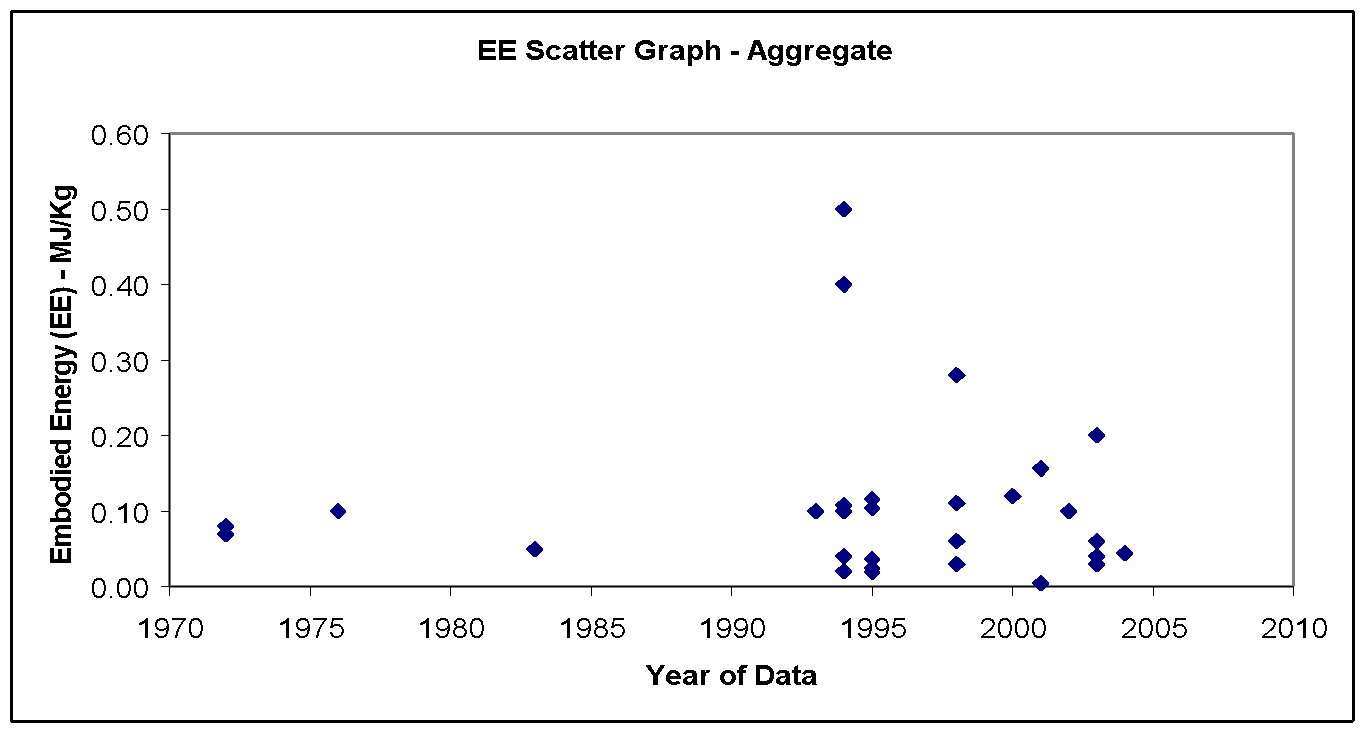 EE Scatter Graph - Aggregate
Embodied Energy (EE) - MJ/Kg
0.60
0.50
0.40
0.30
0.20
0.10
0.00
1970 1975 1980 1985 1990 1995 2000 2005 2010
Year of Data